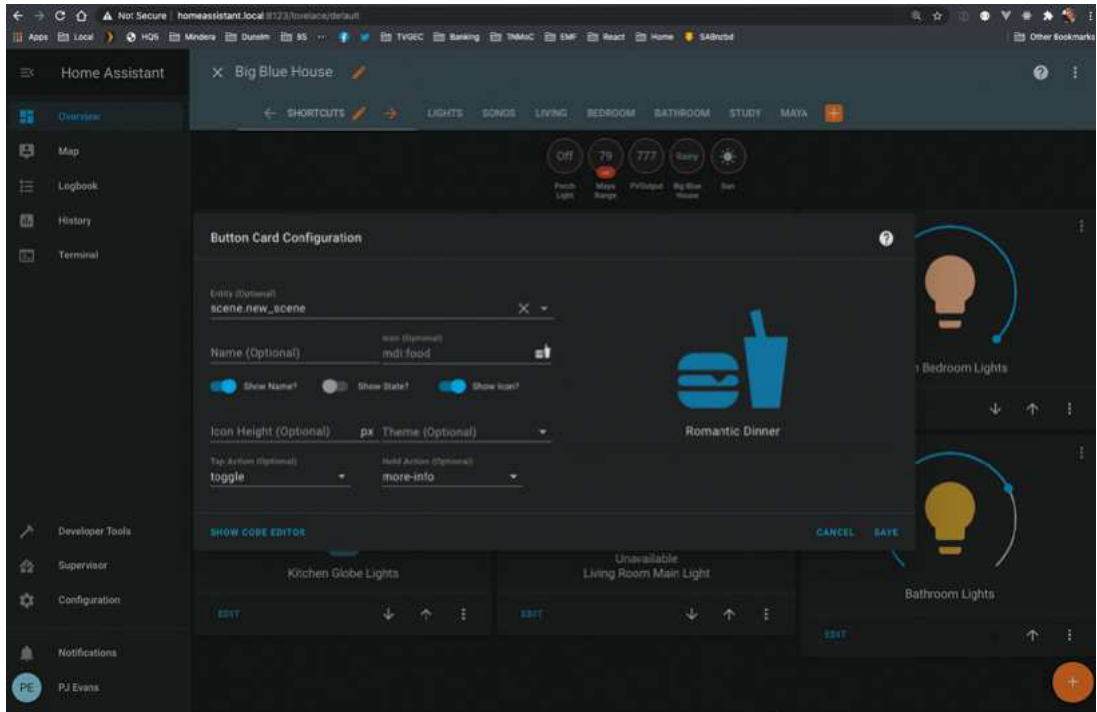 Not Secure | homeassistant.local:8123/lovelace/default
Apps Local HQS Mindera Dunelm BS TVGEC Banking TNMoC EMF React Home SABnzbd Other Bookmarks
Home Assistant
Big Blue House
SHORTCUTS LIGHTS SONOS LIVING BEDROOM BATHROOM STUDY MAYA
Overview
Map
Logbook
History
Terminal
Off 79 777 Rainy
Porch Light
Maya Range
PVOutput
Big Blue House
Sun
Button Card Configuration
Entity (Optional)
scene.new_scene
Name (Optional)
Icon (Optional)
mdi:food
Show Name? Show State? Show Icon?
Icon Height (Optional) px Theme (Optional)
Tap Action (Optional)
toggle
Hold Action (Optional)
more-info
Romantic Dinner
SHOW CODE EDITOR
CANCEL SAVE
Bedroom Lights
Kitchen Globe Lights
EDIT
Unavailable
Living Room Main Light
EDIT
Bathroom Lights
EDIT
Developer Tools
Supervisor
Configuration
Notifications
PE
PJ Evans